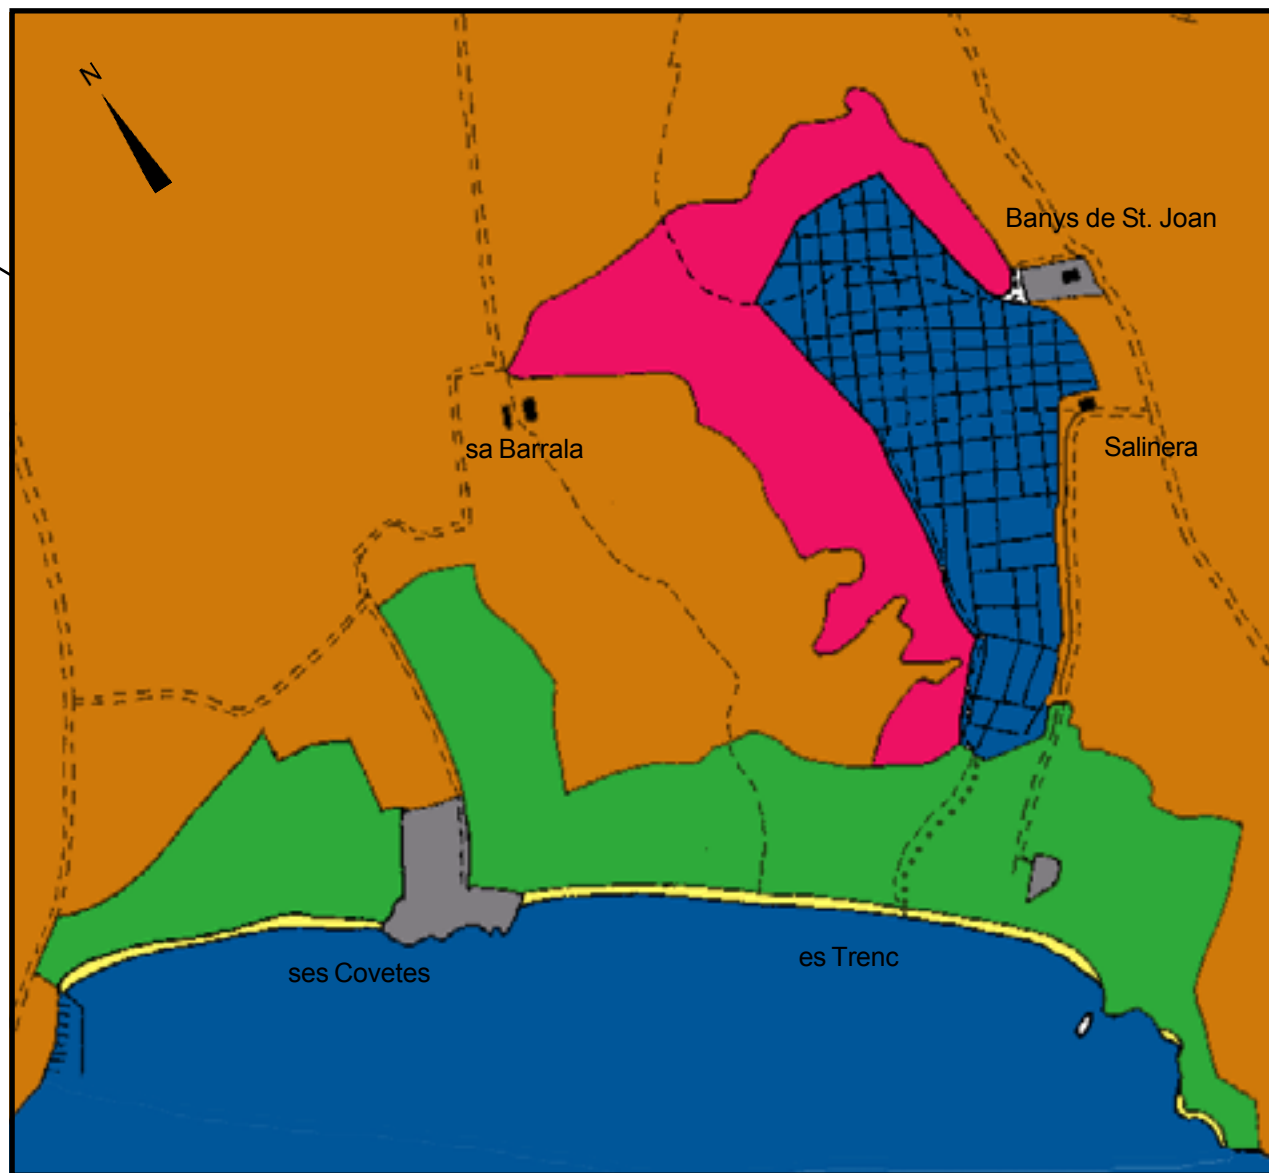 N
Banys de St. Joan
sa Barrala
Salinera
es Trenc
ses Covetes